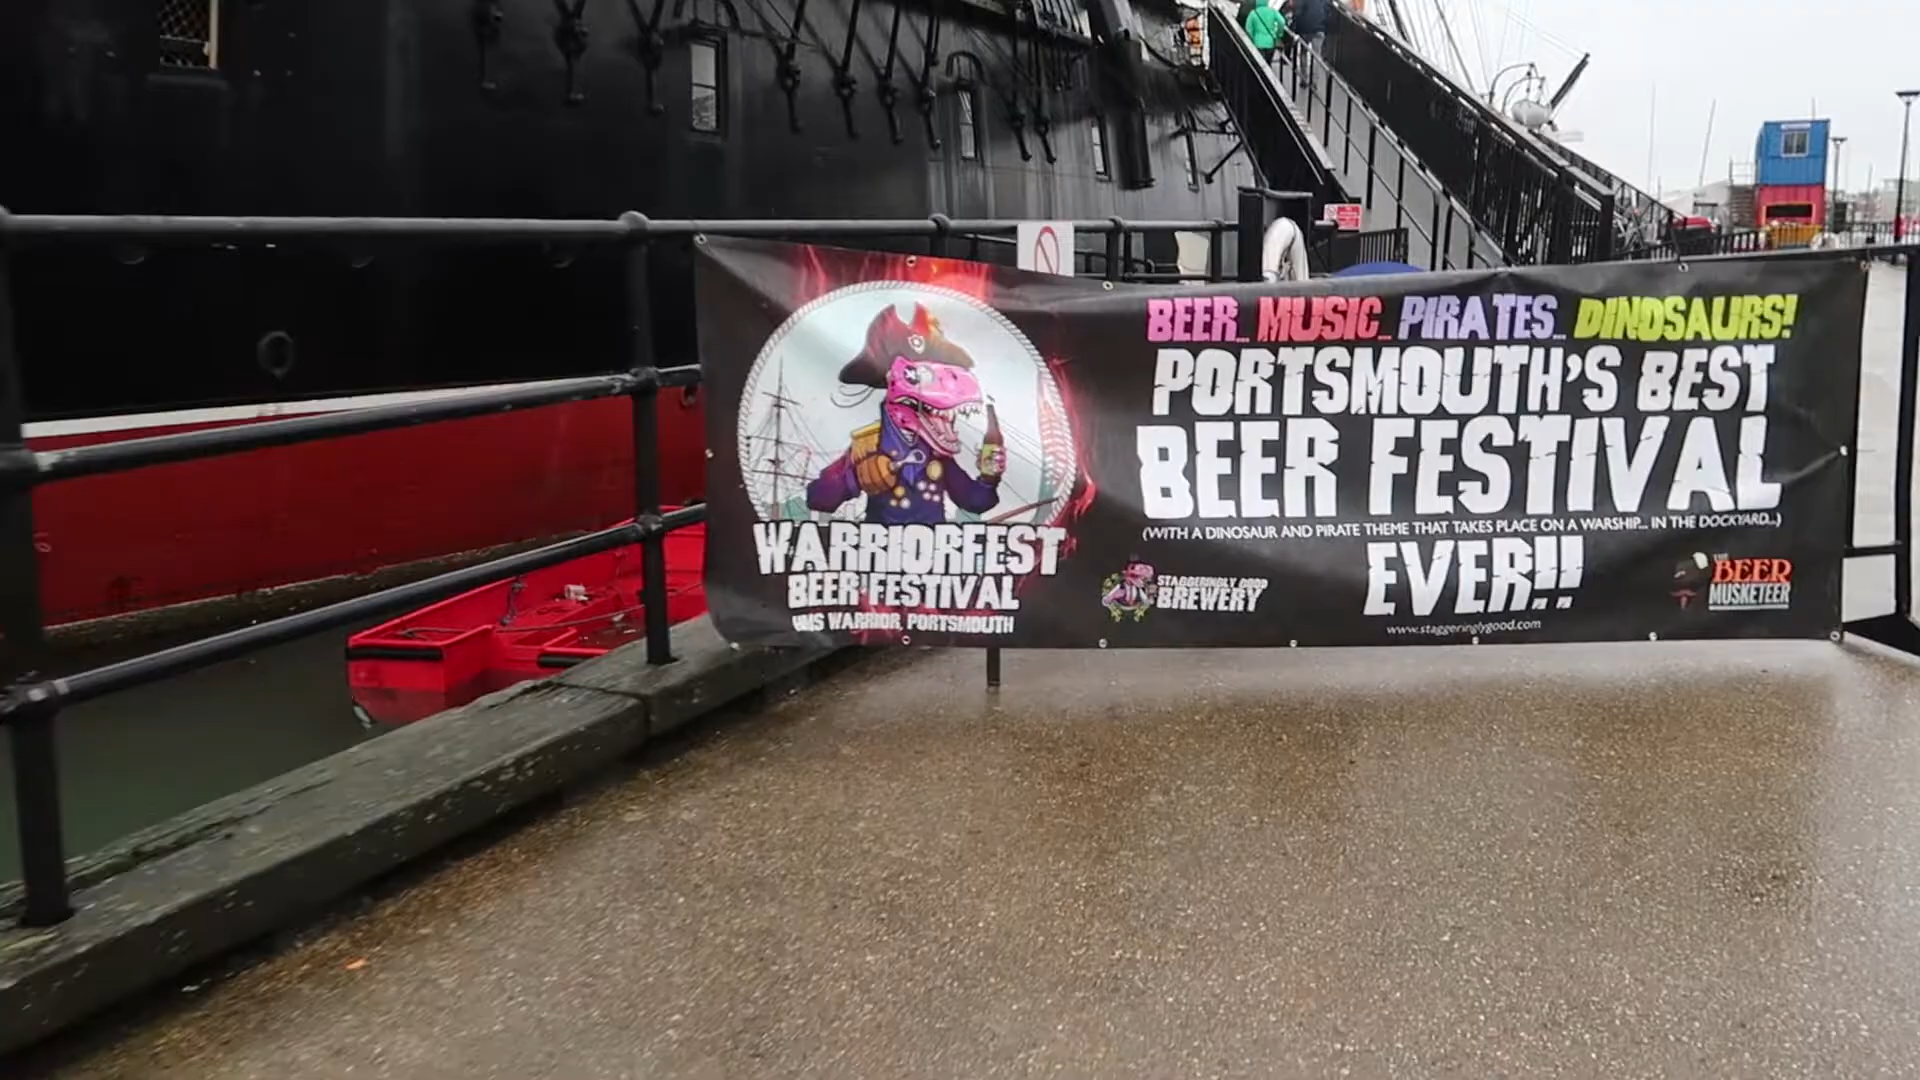 WARRIORFEST
BEER FESTIVAL
HMS WARRIOR, PORTSMOUTH
BEER... MUSIC... PIRATES... DINOSAURS!
PORTSMOUTH'S BEST
BEER FESTIVAL
(WITH A DINOSAUR AND PIRATE THEME THAT TAKES PLACE ON A WARSHIP... IN THE DOCKYARD...)
EVER!!
STAGGERINGLY GOOD
BREWERY
THE
BEER
MUSKETEER
www.staggeringlygood.com